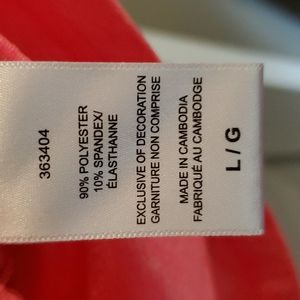 363404
90% POLYESTER
10% SPANDEX/
ÉLASTHANNE
EXCLUSIVE OF DECORATION
GARNITURE NON COMPRISE
MADE IN CAMBODIA
FABRIQUÉ AU CAMBODGE
L / G